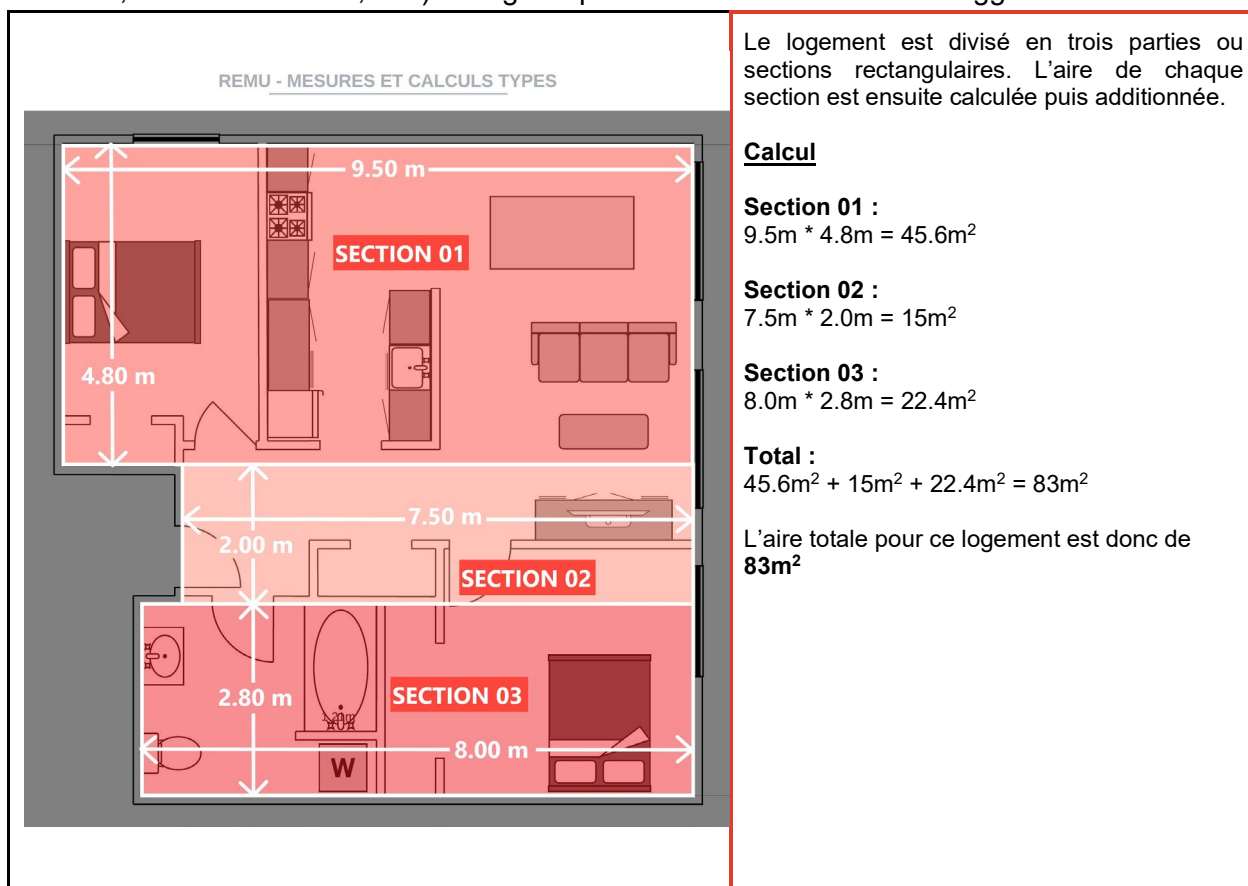 REMU - MESURES ET CALCULS TYPES
9.50 m
SECTION 01
4.80 m
7.50 m
2.00 m
SECTION 02
2.80 m
SECTION 03
8.00 m
W
Le logement est divisé en trois parties ou
sections rectangulaires. L'aire de chaque
section est ensuite calculée puis additionnée.
Calcul
Section 01 :
9.5m * 4.8m = 45.6m²
Section 02 :
7.5m * 2.0m = 15m²
Section 03 :
8.0m * 2.8m = 22.4m²
Total :
45.6m² + 15m² + 22.4m² = 83m²
L'aire totale pour ce logement est donc de
83m²